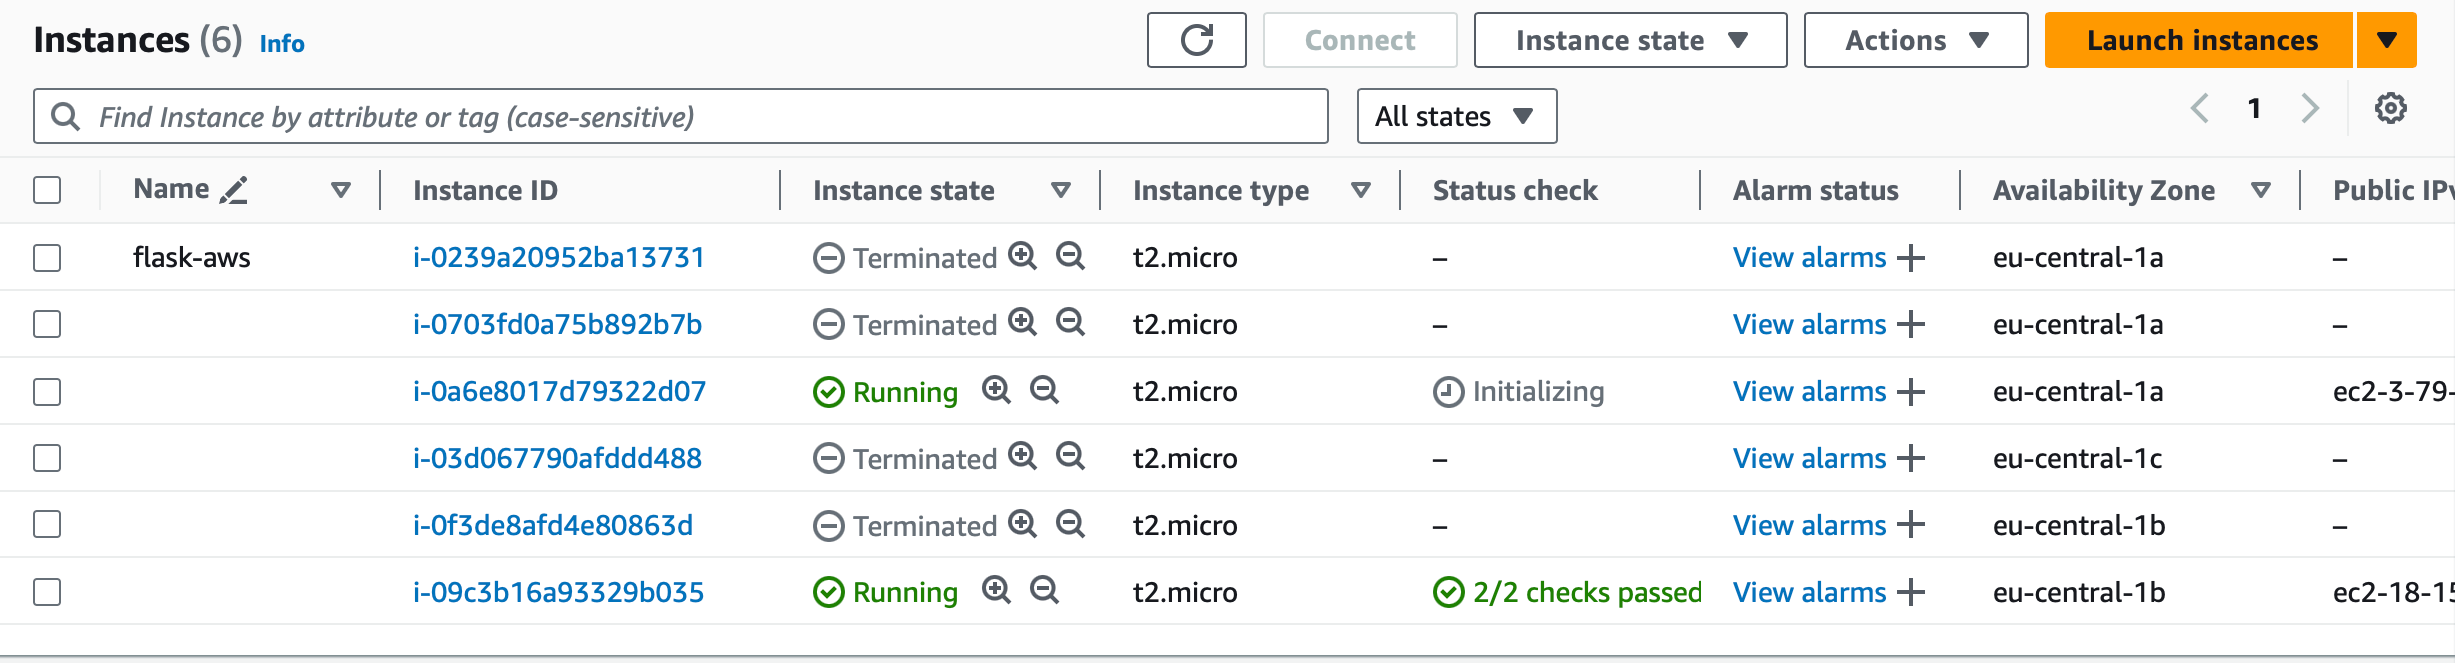 Instances (6) Info
Connect Instance state Actions Launch instances
Find Instance by attribute or tag (case-sensitive) All states 1
Name Instance ID Instance state Instance type Status check Alarm status Availability Zone Public IPv
flask-aws i-0239a20952ba13731 Terminated t2.micro – View alarms + eu-central-1a –
i-0703fd0a75b892b7b Terminated t2.micro – View alarms + eu-central-1a –
i-0a6e8017d79322d07 Running t2.micro Initializing View alarms + eu-central-1a ec2-3-79-
i-03d067790afddd488 Terminated t2.micro – View alarms + eu-central-1c –
i-0f3de8afd4e80863d Terminated t2.micro – View alarms + eu-central-1b –
i-09c3b16a93329b035 Running t2.micro 2/2 checks passed View alarms + eu-central-1b ec2-18-15